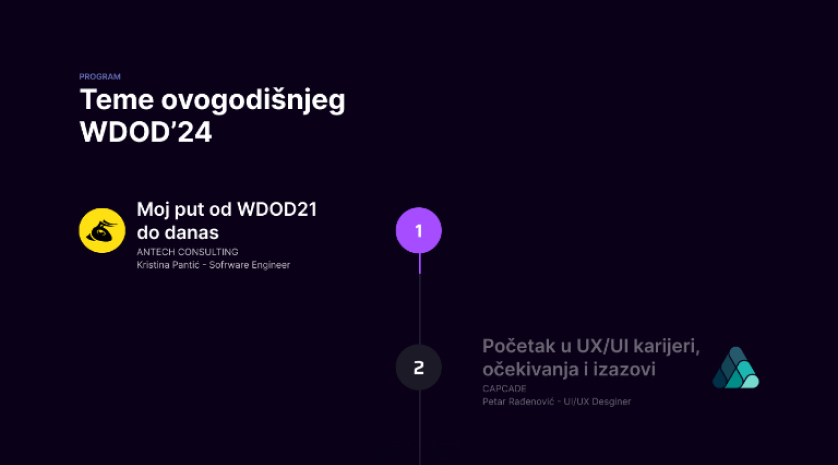 PROGRAM
Teme ovogodišnjeg
WDOD’24
Moj put od WDOD21
do danas
ANTECH CONSULTING
Kristina Pantić - Sofrware Engineer
1
2
Početak u UX/UI karijeri,
očekivanja i izazovi
CAPCADE
Petar Rađenović - UI/UX Desginer